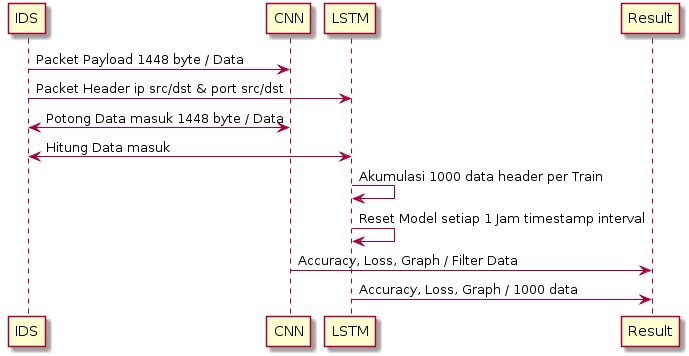 IDS CNN LSTM Result
Packet Payload 1448 byte / Data
Packet Header ip src/dst & port src/dst
Potong Data masuk 1448 byte / Data
Hitung Data masuk
Akumulasi 1000 data header per Train
Reset Model setiap 1 Jam timestamp interval
Accuracy, Loss, Graph / Filter Data
Accuracy, Loss, Graph / 1000 data
IDS CNN LSTM Result